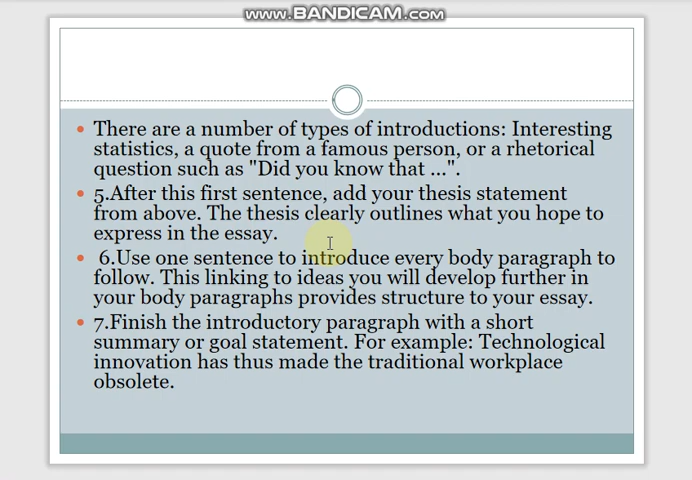 www.BANDICAM.com
There are a number of types of introductions: Interesting
statistics, a quote from a famous person, or a rhetorical
question such as "Did you know that ...".
5.After this first sentence, add your thesis statement
from above. The thesis clearly outlines what you hope to
express in the essay.
6.Use one sentence to introduce every body paragraph to
follow. This linking to ideas you will develop further in
your body paragraphs provides structure to your essay.
7.Finish the introductory paragraph with a short
summary or goal statement. For example: Technological
innovation has thus made the traditional workplace
obsolete.